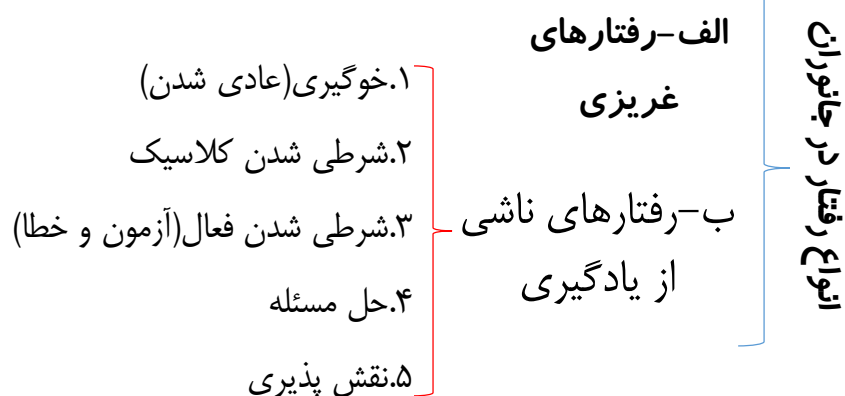 انواع رفتار در جانوران
الف-رفتارهای
غریزی
ب-رفتارهای ناشی
از یادگیری
۱.خوگیری(عادی شدن)
۲.شرطی شدن کلاسیک
۳.شرطی شدن فعال(آزمون و خطا)
۴.حل مسئله
۵.نقش پذیری